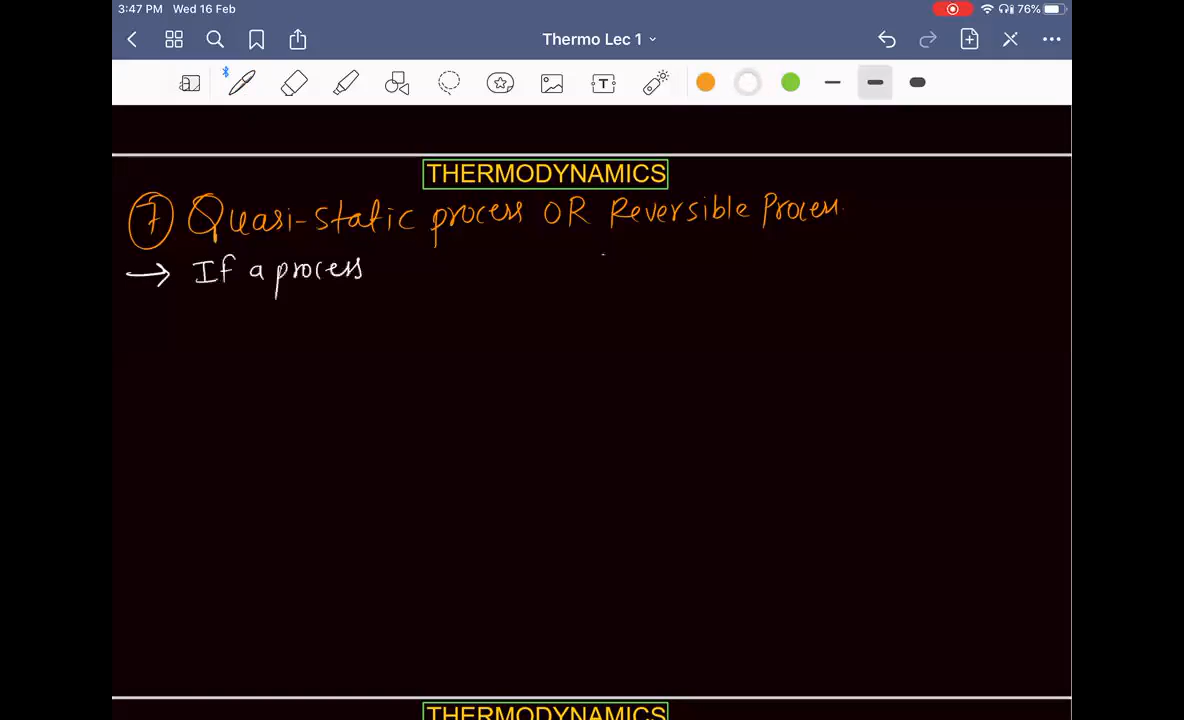 3:47 PM Wed 16 Feb 76%
Thermo Lec 1
T
THERMODYNAMICS
7 Quasi-static process OR Reversible Process
→ If a process
THERMODYNAMICS